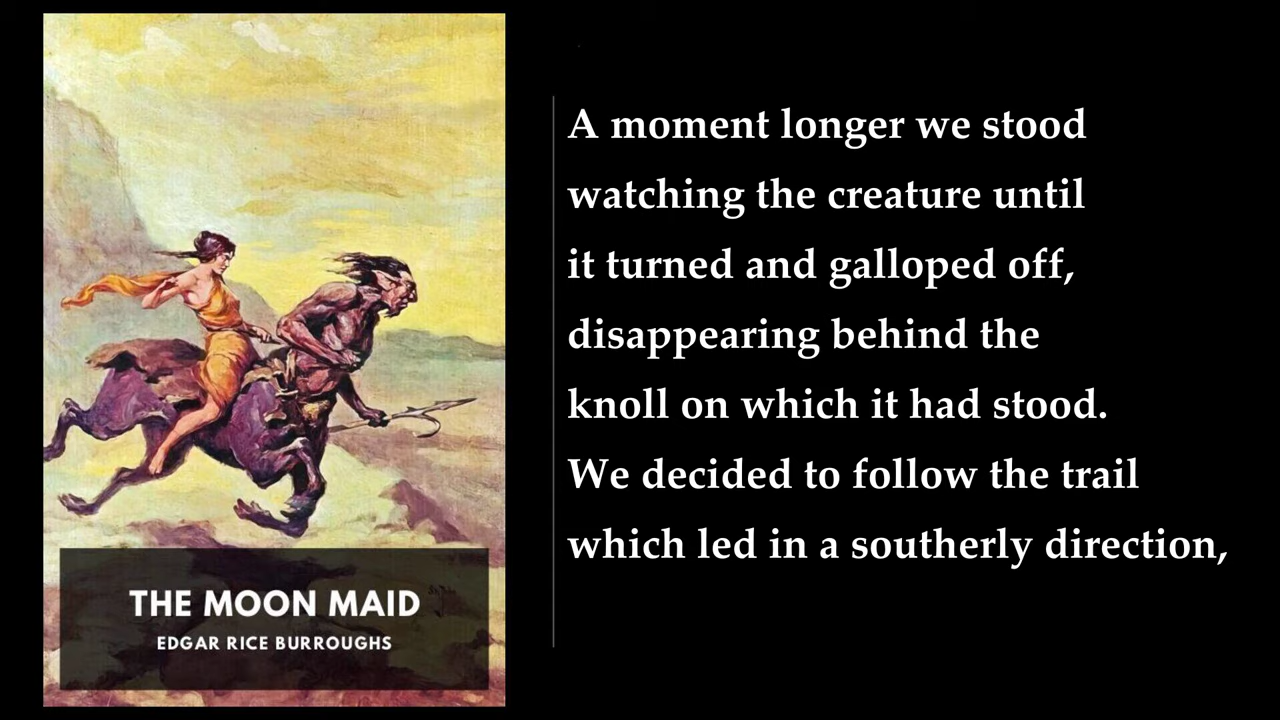 THE MOON MAID
EDGAR RICE BURROUGHS
A moment longer we stood
watching the creature until
it turned and galloped off,
disappearing behind the
knoll on which it had stood.
We decided to follow the trail
which led in a southerly direction,